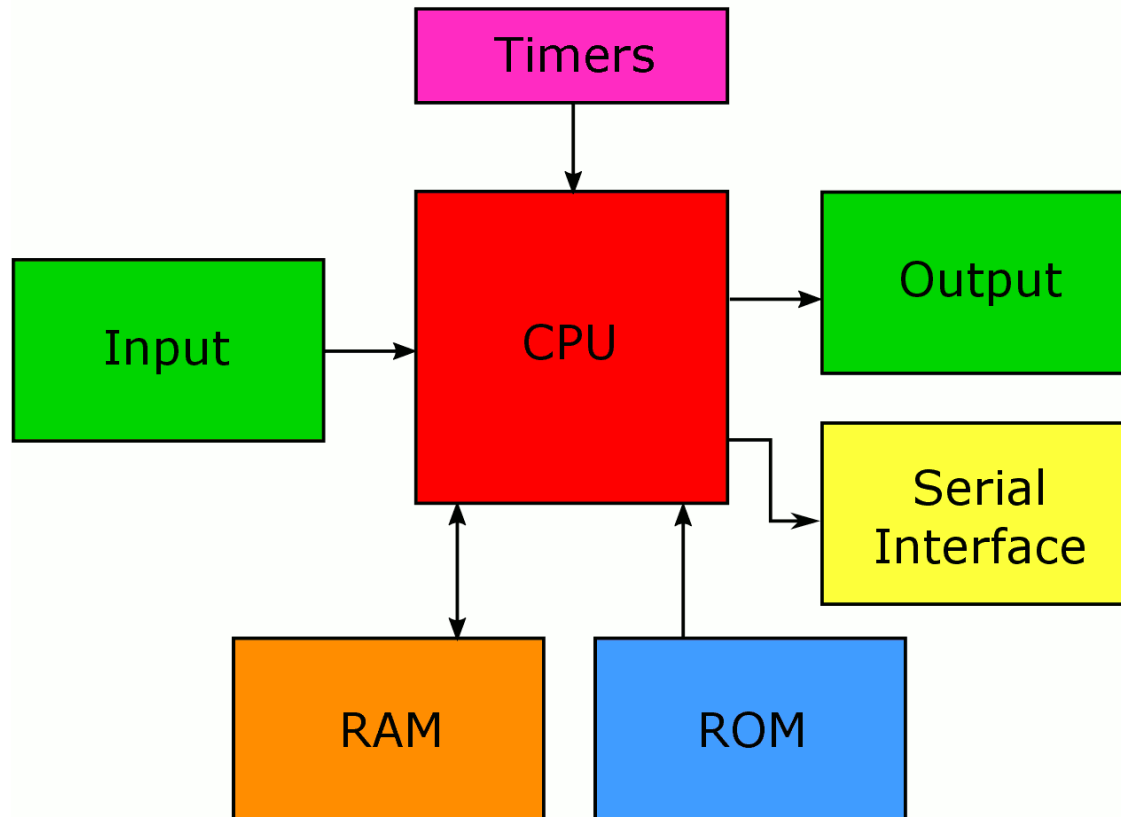 Timers
Output
Input
CPU
Serial
Interface
RAM
ROM